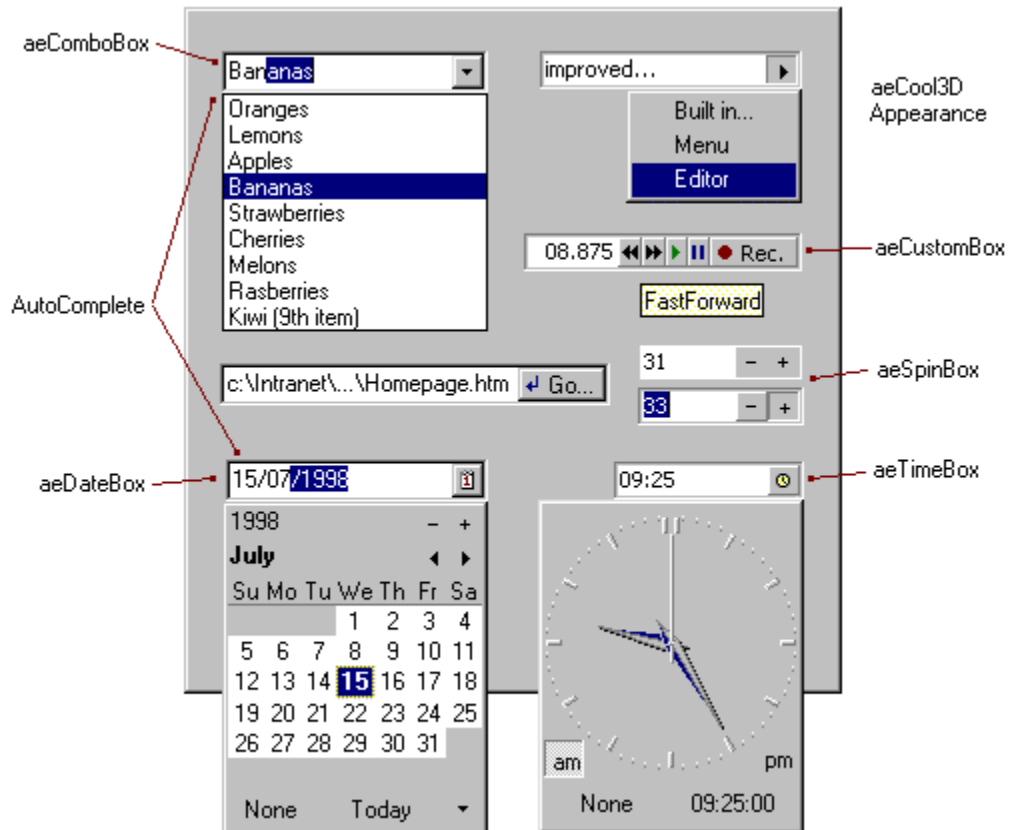 aeComboBox
Bananas
improved...
aeCool3D
Appearance
Oranges
Lemons
Apples
Bananas
Strawberries
Cherries
Melons
Rasberries
Kiwi (9th item)
Built in...
Menu
Editor
08.875
Rec.
aeCustomBox
AutoComplete
FastForward
c:\Intranet\...\Homepage.htm
Go...
31 - +
33 - +
aeSpinBox
aeDateBox
15/07/1998
1
09:25
aeTimeBox
1998 - +
July
Su Mo Tu We Th Fr Sa
1 2 3 4
5 6 7 8 9 10 11
12 13 14 15 16 17 18
19 20 21 22 23 24 25
26 27 28 29 30 31
None Today
am
pm
None 09:25:00